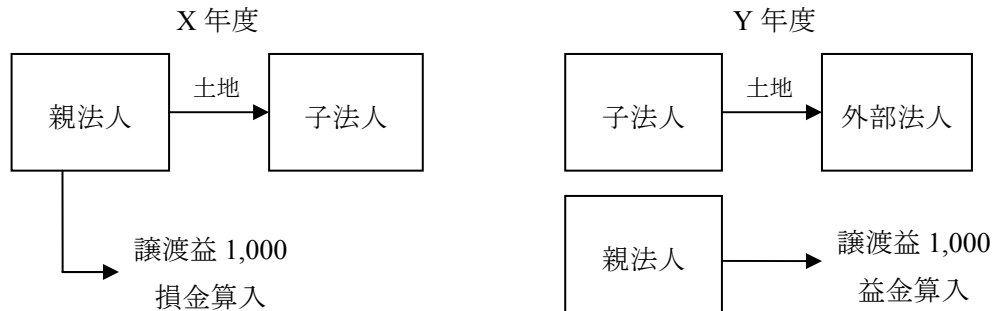 X 年度
親法人
土地
子法人
譲渡益 1,000
損金算入
Y 年度
子法人
土地
外部法人
親法人
譲渡益 1,000
益金算入